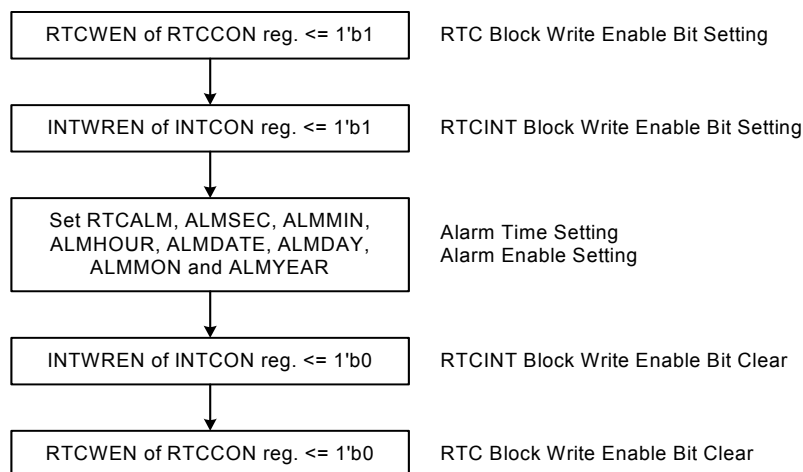 RTCWEN of RTCCON reg. <= 1'b1
RTC Block Write Enable Bit Setting
INTWREN of INTCON reg. <= 1'b1
RTCINT Block Write Enable Bit Setting
Set RTCALM, ALMSEC, ALMMIN,
ALMHOUR, ALMDATE, ALMDAY,
ALMMON and ALMYEAR
Alarm Time Setting
Alarm Enable Setting
INTWREN of INTCON reg. <= 1'b0
RTCINT Block Write Enable Bit Clear
RTCWEN of RTCCON reg. <= 1'b0
RTC Block Write Enable Bit Clear